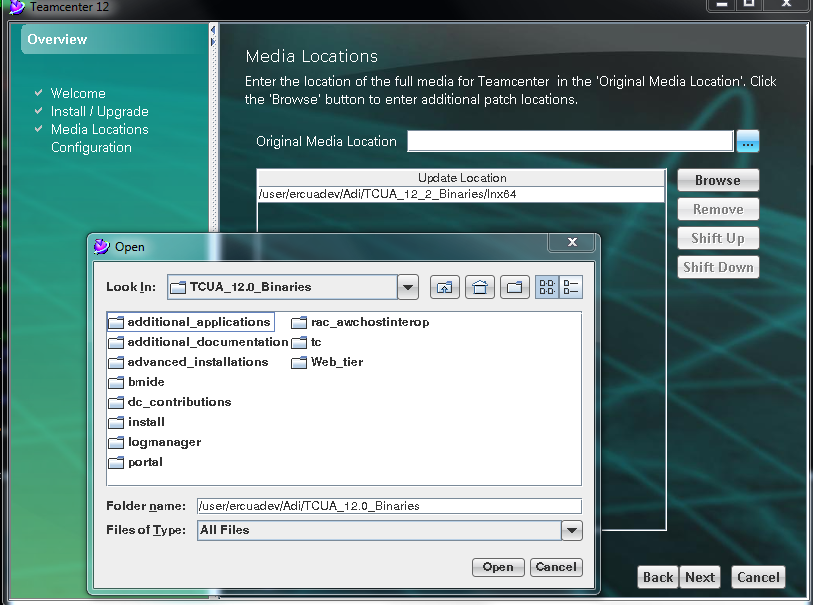 Teamcenter 12
Overview
Welcome
Install / Upgrade
Media Locations
Configuration
Media Locations
Enter the location of the full media for Teamcenter in the 'Original Media Location'. Click
the 'Browse' button to enter additional patch locations.
Original Media Location
...
Update Location
/user/ercuadev/Adi/TCUA_12_2_Binaries/lnx64
Browse
Remove
Shift Up
Shift Down
Open
Look In:
TCUA_12.0_Binaries
additional_applications
additional_documentation
advanced_installations
bmide
dc_contributions
install
logmanager
portal
rac_awchostinterop
tc
Web_tier
Folder name: /user/ercuadev/Adi/TCUA_12.0_Binaries
Files of Type: All Files
Open Cancel
Back Next Cancel